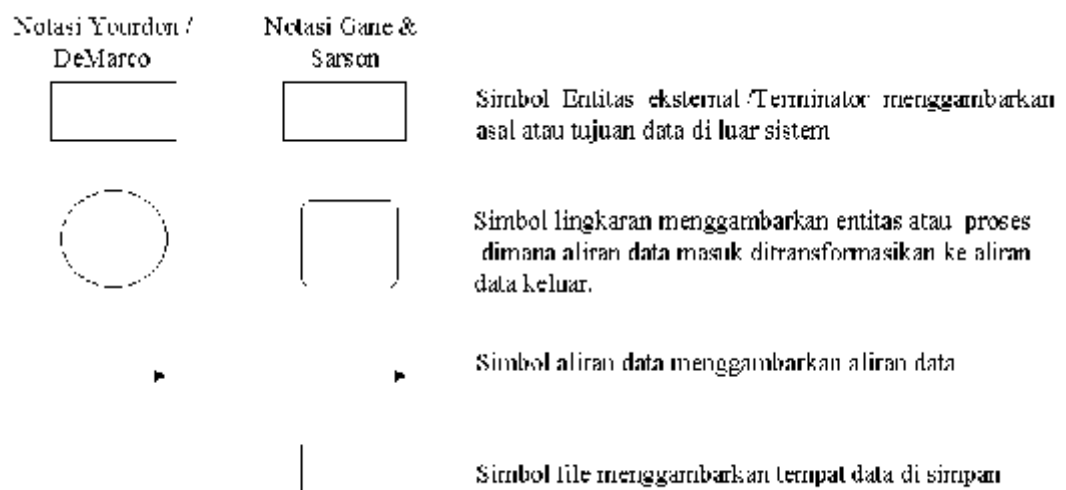 Notasi Yourdon /
DeMarco
Notasi Gane &
Sarson
Simbol Entitas eksternal /Terminator menggambarkan
asal atau tujuan data di luar sistem
Simbol lingkaran menggambarkan entitas atau proses
dimana aliran data masuk ditransformasikan ke aliran
data keluar.
Simbol aliran data menggambarkan aliran data
Simbol file menggambarkan tempat data di simpan